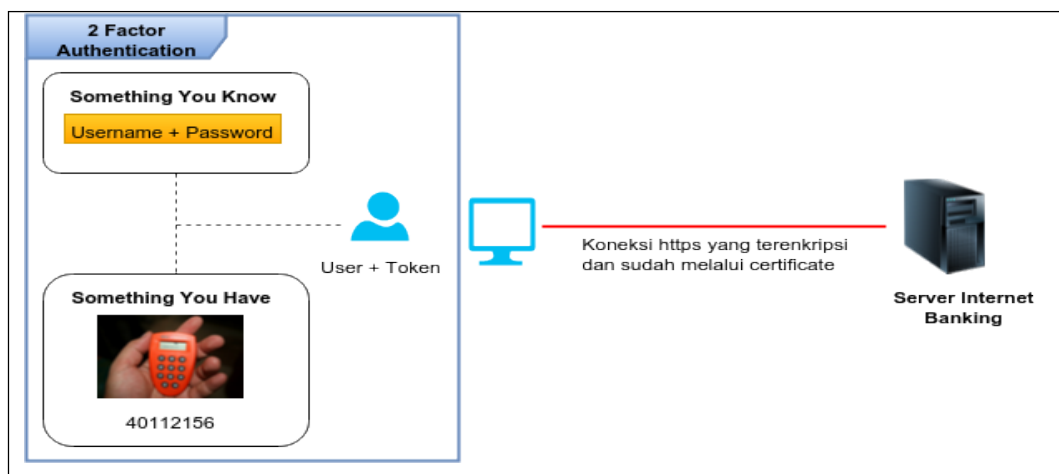 2 Factor
Authentication
Something You Know
Username + Password
User + Token
Something You Have
40112156
Koneksi https yang terenkripsi
dan sudah melalui certificate
Server Internet
Banking